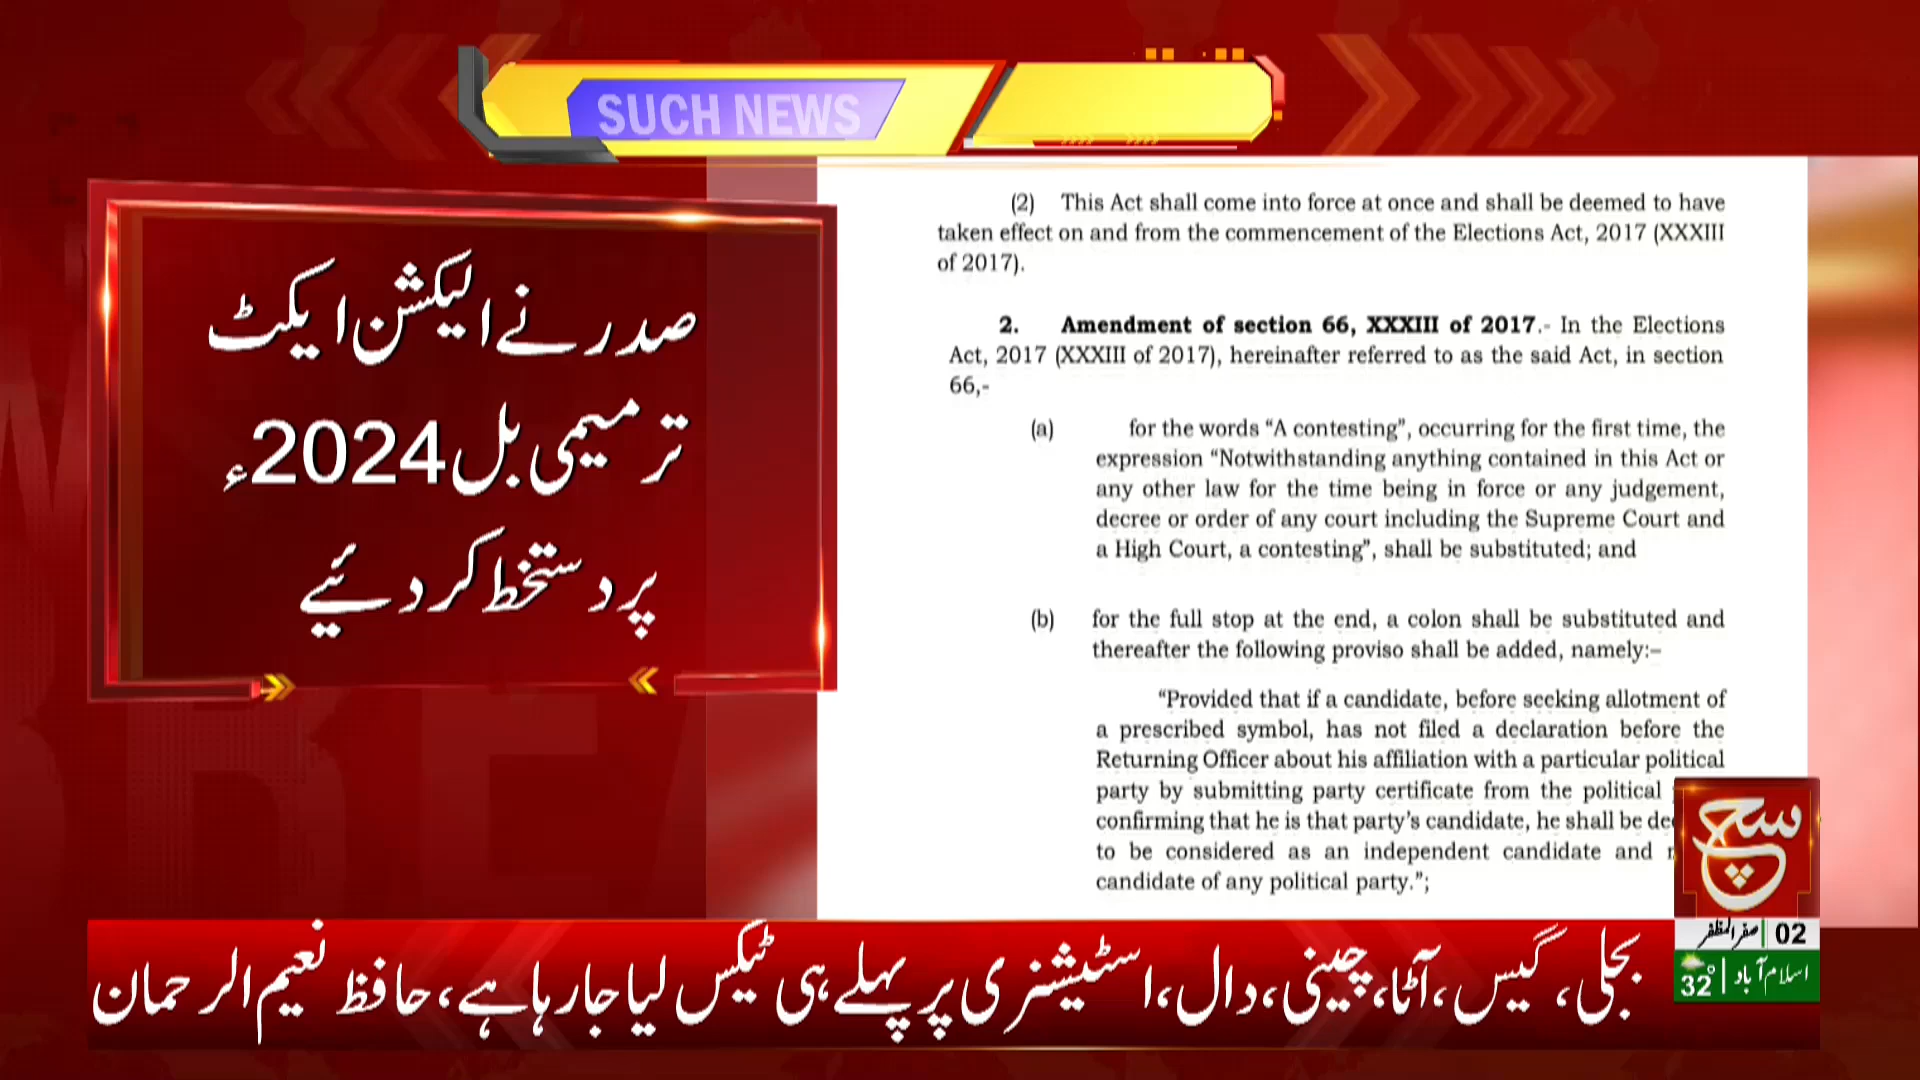 SUCH NEWS
صدر نے الیکشن ایکٹ
ترمیمی بل 2024ء
پر دستخط کر دئیے
(2) This Act shall come into force at once and shall be deemed to have
taken effect on and from the commencement of the Elections Act, 2017 (XXXIII
of 2017).
2. Amendment of section 66, XXXIII of 2017.- In the Elections
Act, 2017 (XXXIII of 2017), hereinafter referred to as the said Act, in section
66,-
(a) for the words “A contesting”, occurring for the first time, the
expression “Notwithstanding anything contained in this Act or
any other law for the time being in force or any judgement,
decree or order of any court including the Supreme Court and
a High Court, a contesting”, shall be substituted; and
(b) for the full stop at the end, a colon shall be substituted and
thereafter the following proviso shall be added, namely:–
“Provided that if a candidate, before seeking allotment of
a prescribed symbol, has not filed a declaration before the
Returning Officer about his affiliation with a particular political
party by submitting party certificate from the political
confirming that he is that party’s candidate, he shall be
to be considered as an independent candidate and
candidate of any political party.”;
سچ
02 صفر المظفر
اسلام آباد 32°
بجلی، گیس، آٹا، چینی، دال، اسٹیشنری پر پہلے ہی ٹیکس لیا جا رہا ہے، حافظ نعیم الرحمان